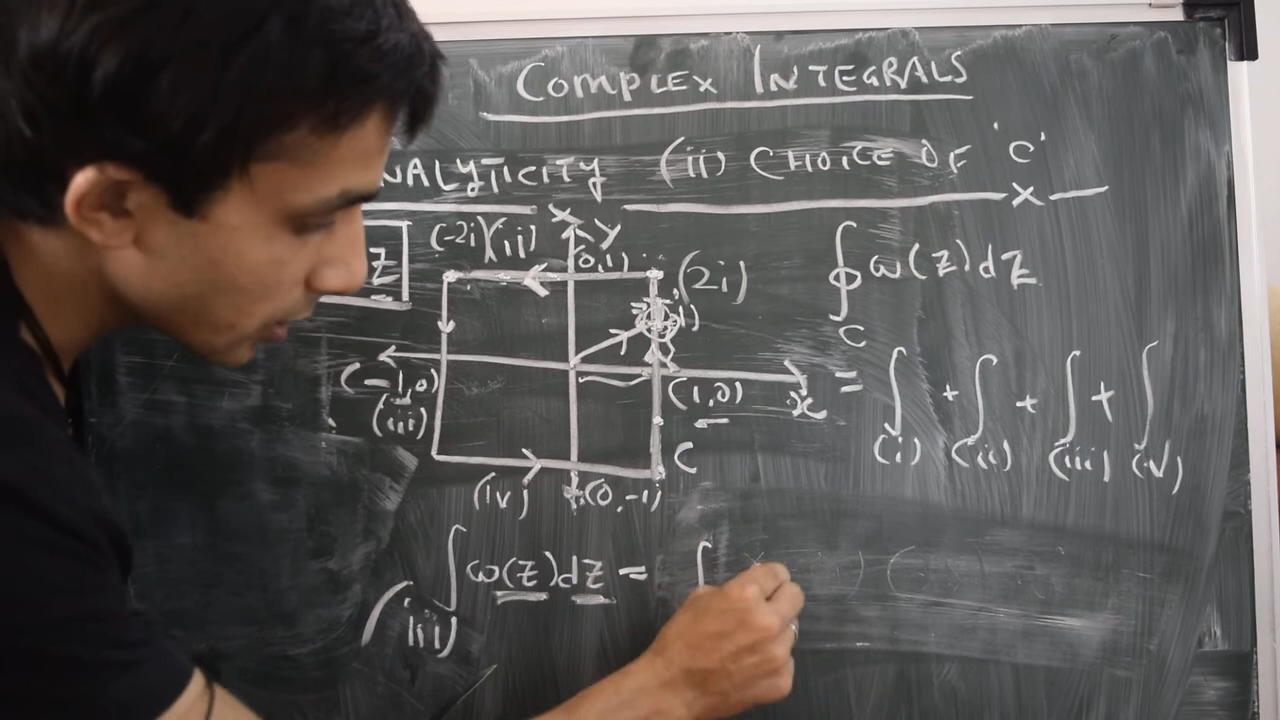 COMPLEX INTEGRALS
NALYTICITY (ii) CHOICE OF 'C'
Z
(-2i) (ii) y
(0,1) (2i)
∮ ω(z)dz
C
(-1,0) (1,0) x
(iii)
= ∫ + ∫ + ∫ + ∫
(i) (ii) (iii) (iv)
C
(iv) (0,-1)
∫ ω(z)dz = ∫
(iii)